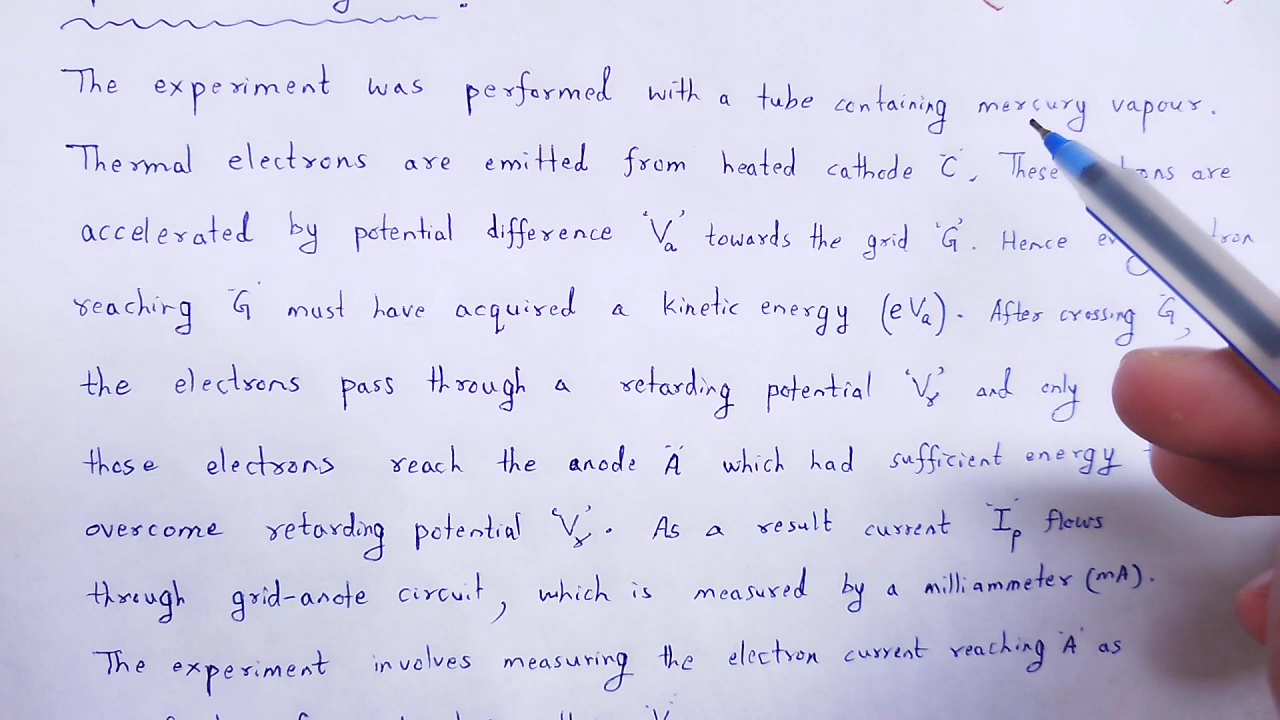 The experiment was performed with a tube containing mercury vapour.
Thermal electrons are emitted from heated cathode 'C'. These are
accelerated by potential difference 'Va' towards the grid 'G'. Hence
reaching 'G' must have acquired a kinetic energy (eVa). After crossing 'G',
the electrons pass through a retarding potential 'Vr' and only
those electrons reach the anode 'A' which had sufficient energy
overcome retarding potential 'Vr'. As a result current 'Ip' flows
through grid-anote circuit, which is measured by a milliammeter (mA).
The experiment involves measuring the electron current reaching 'A' as